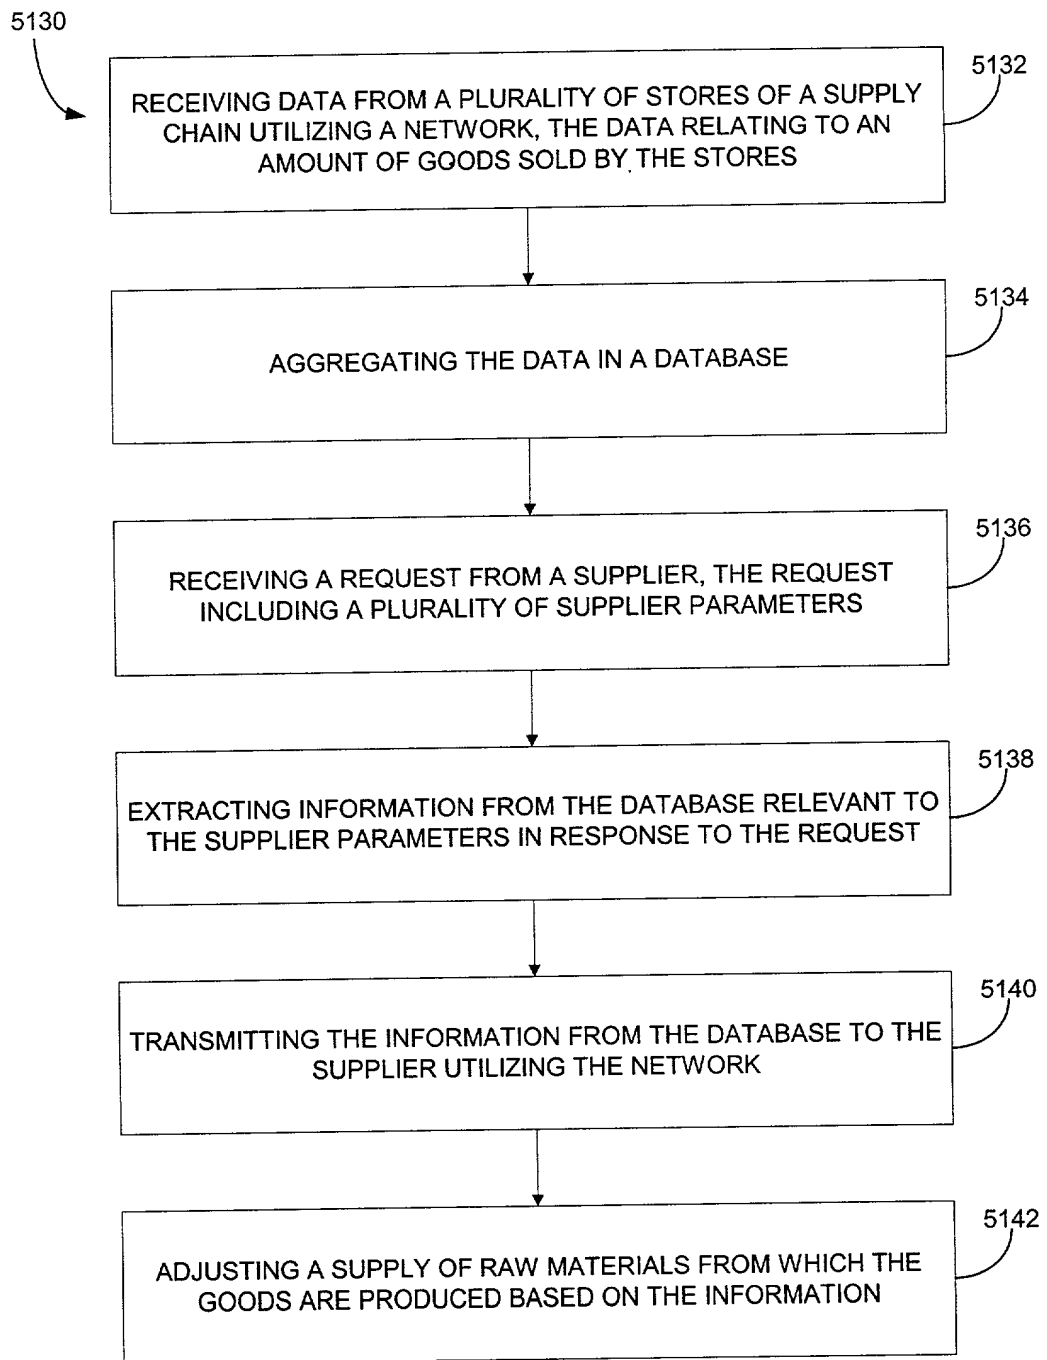 5130
5132
RECEIVING DATA FROM A PLURALITY OF STORES OF A SUPPLY
CHAIN UTILIZING A NETWORK, THE DATA RELATING TO AN
AMOUNT OF GOODS SOLD BY THE STORES
5134
AGGREGATING THE DATA IN A DATABASE
5136
RECEIVING A REQUEST FROM A SUPPLIER, THE REQUEST
INCLUDING A PLURALITY OF SUPPLIER PARAMETERS
5138
EXTRACTING INFORMATION FROM THE DATABASE RELEVANT TO
THE SUPPLIER PARAMETERS IN RESPONSE TO THE REQUEST
5140
TRANSMITTING THE INFORMATION FROM THE DATABASE TO THE
SUPPLIER UTILIZING THE NETWORK
5142
ADJUSTING A SUPPLY OF RAW MATERIALS FROM WHICH THE
GOODS ARE PRODUCED BASED ON THE INFORMATION